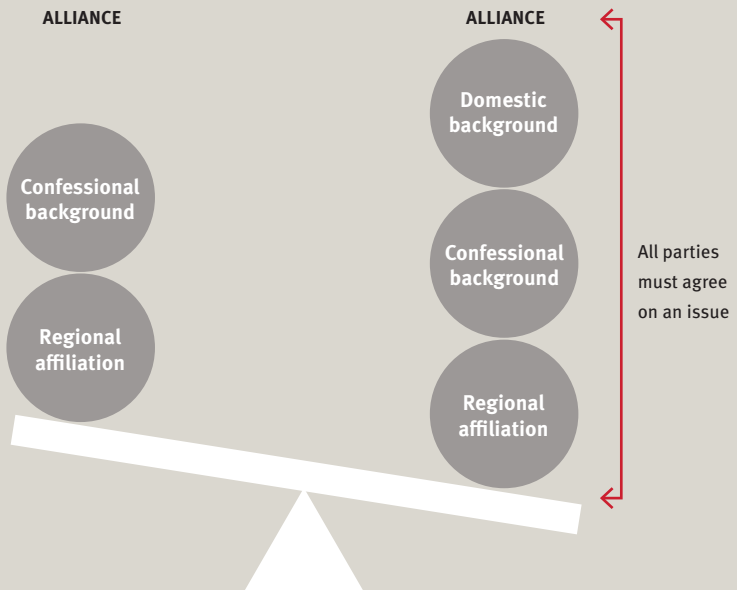 ALLIANCE
Confessional
background
Regional
affiliation
ALLIANCE
Domestic
background
Confessional
background
Regional
affiliation
All parties
must agree
on an issue